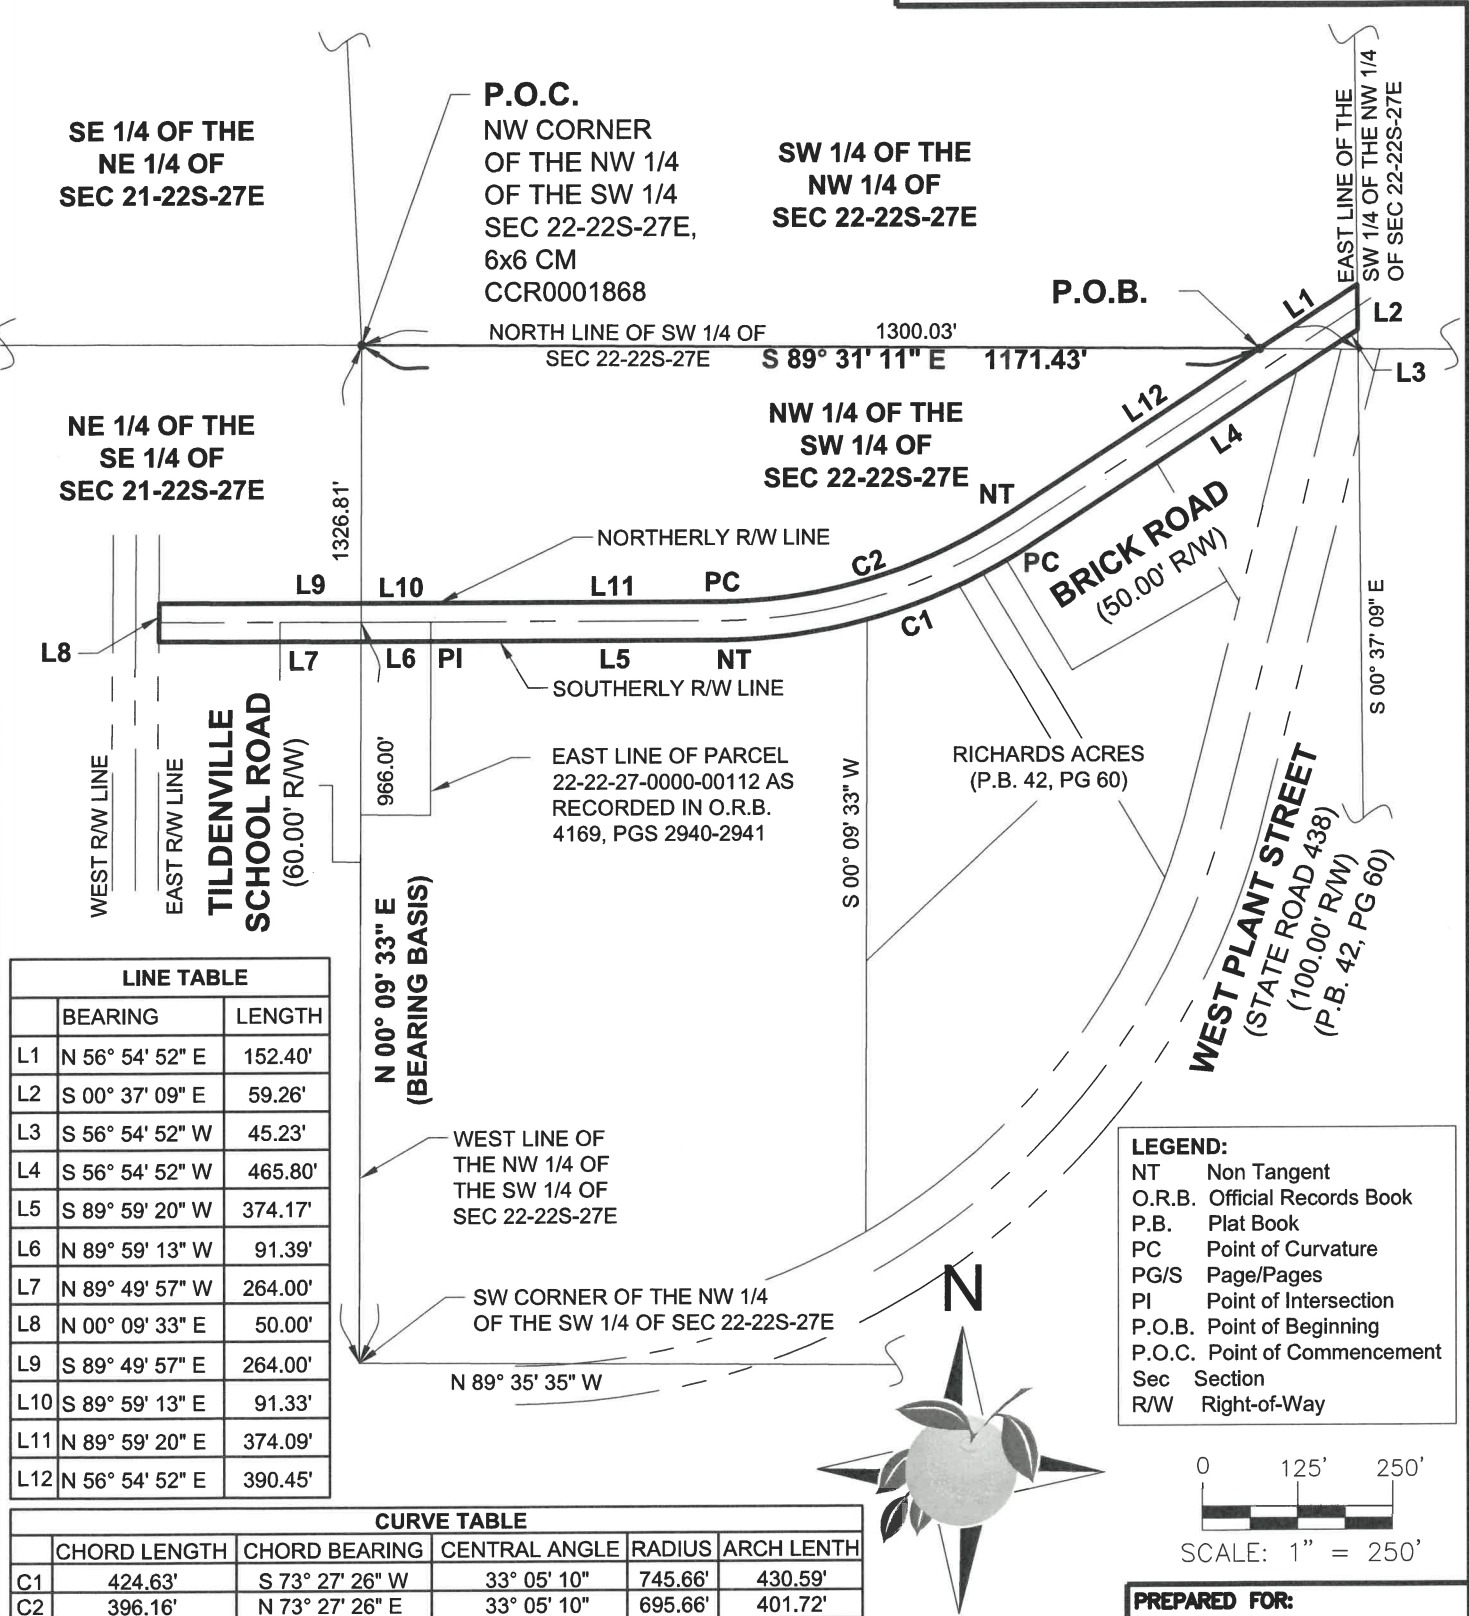 P.O.C.
NW CORNER
OF THE NW 1/4
OF THE SW 1/4
SEC 22-22S-27E,
6x6 CM
CCR0001868
SE 1/4 OF THE
NE 1/4 OF
SEC 21-22S-27E
SW 1/4 OF THE
NW 1/4 OF
SEC 22-22S-27E
EAST LINE OF THE
SW 1/4 OF THE NW 1/4
OF SEC 22-22S-27E
P.O.B.
L1
L2
L3
NORTH LINE OF SW 1/4 OF
SEC 22-22S-27E
1300.03'
S 89° 31' 11" E 1171.43'
NE 1/4 OF THE
SE 1/4 OF
SEC 21-22S-27E
NW 1/4 OF THE
SW 1/4 OF
SEC 22-22S-27E
L12
L4
NT
1326.81'
NORTHERLY R/W LINE
BRICK ROAD
(50.00' R/W)
L9
L10
L11
PC
C2
C1
PC
L8
L7
L6
PI
L5
NT
SOUTHERLY R/W LINE
S 00° 37' 09" E
WEST R/W LINE
EAST R/W LINE
TILDENVILLE
SCHOOL ROAD
(60.00' R/W)
966.00'
EAST LINE OF PARCEL
22-22-27-0000-00112 AS
RECORDED IN O.R.B.
4169, PGS 2940-2941
S 00° 09' 33" W
RICHARDS ACRES
(P.B. 42, PG 60)
WEST PLANT STREET
(STATE ROAD 438)
(100.00' R/W)
(P.B. 42, PG 60)
N 00° 09' 33" E
(BEARING BASIS)
LINE TABLE
BEARING LENGTH
L1 N 56° 54' 52" E 152.40'
L2 S 00° 37' 09" E 59.26'
L3 S 56° 54' 52" W 45.23'
L4 S 56° 54' 52" W 465.80'
L5 S 89° 59' 20" W 374.17'
L6 N 89° 59' 13" W 91.39'
L7 N 89° 49' 57" W 264.00'
L8 N 00° 09' 33" E 50.00'
L9 S 89° 49' 57" E 264.00'
L10 S 89° 59' 13" E 91.33'
L11 N 89° 59' 20" E 374.09'
L12 N 56° 54' 52" E 390.45'
WEST LINE OF
THE NW 1/4 OF
THE SW 1/4 OF
SEC 22-22S-27E
SW CORNER OF THE NW 1/4
OF THE SW 1/4 OF SEC 22-22S-27E
N 89° 35' 35" W
N
LEGEND:
NT Non Tangent
O.R.B. Official Records Book
P.B. Plat Book
PC Point of Curvature
PG/S Page/Pages
PI Point of Intersection
P.O.B. Point of Beginning
P.O.C. Point of Commencement
Sec Section
R/W Right-of-Way
0 125' 250'
SCALE: 1" = 250'
CURVE TABLE
CHORD LENGTH CHORD BEARING CENTRAL ANGLE RADIUS ARCH LENTH
C1 424.63' S 73° 27' 26" W 33° 05' 10" 745.66' 430.59'
C2 396.16' N 73° 27' 26" E 33° 05' 10" 695.66' 401.72'
PREPARED FOR: